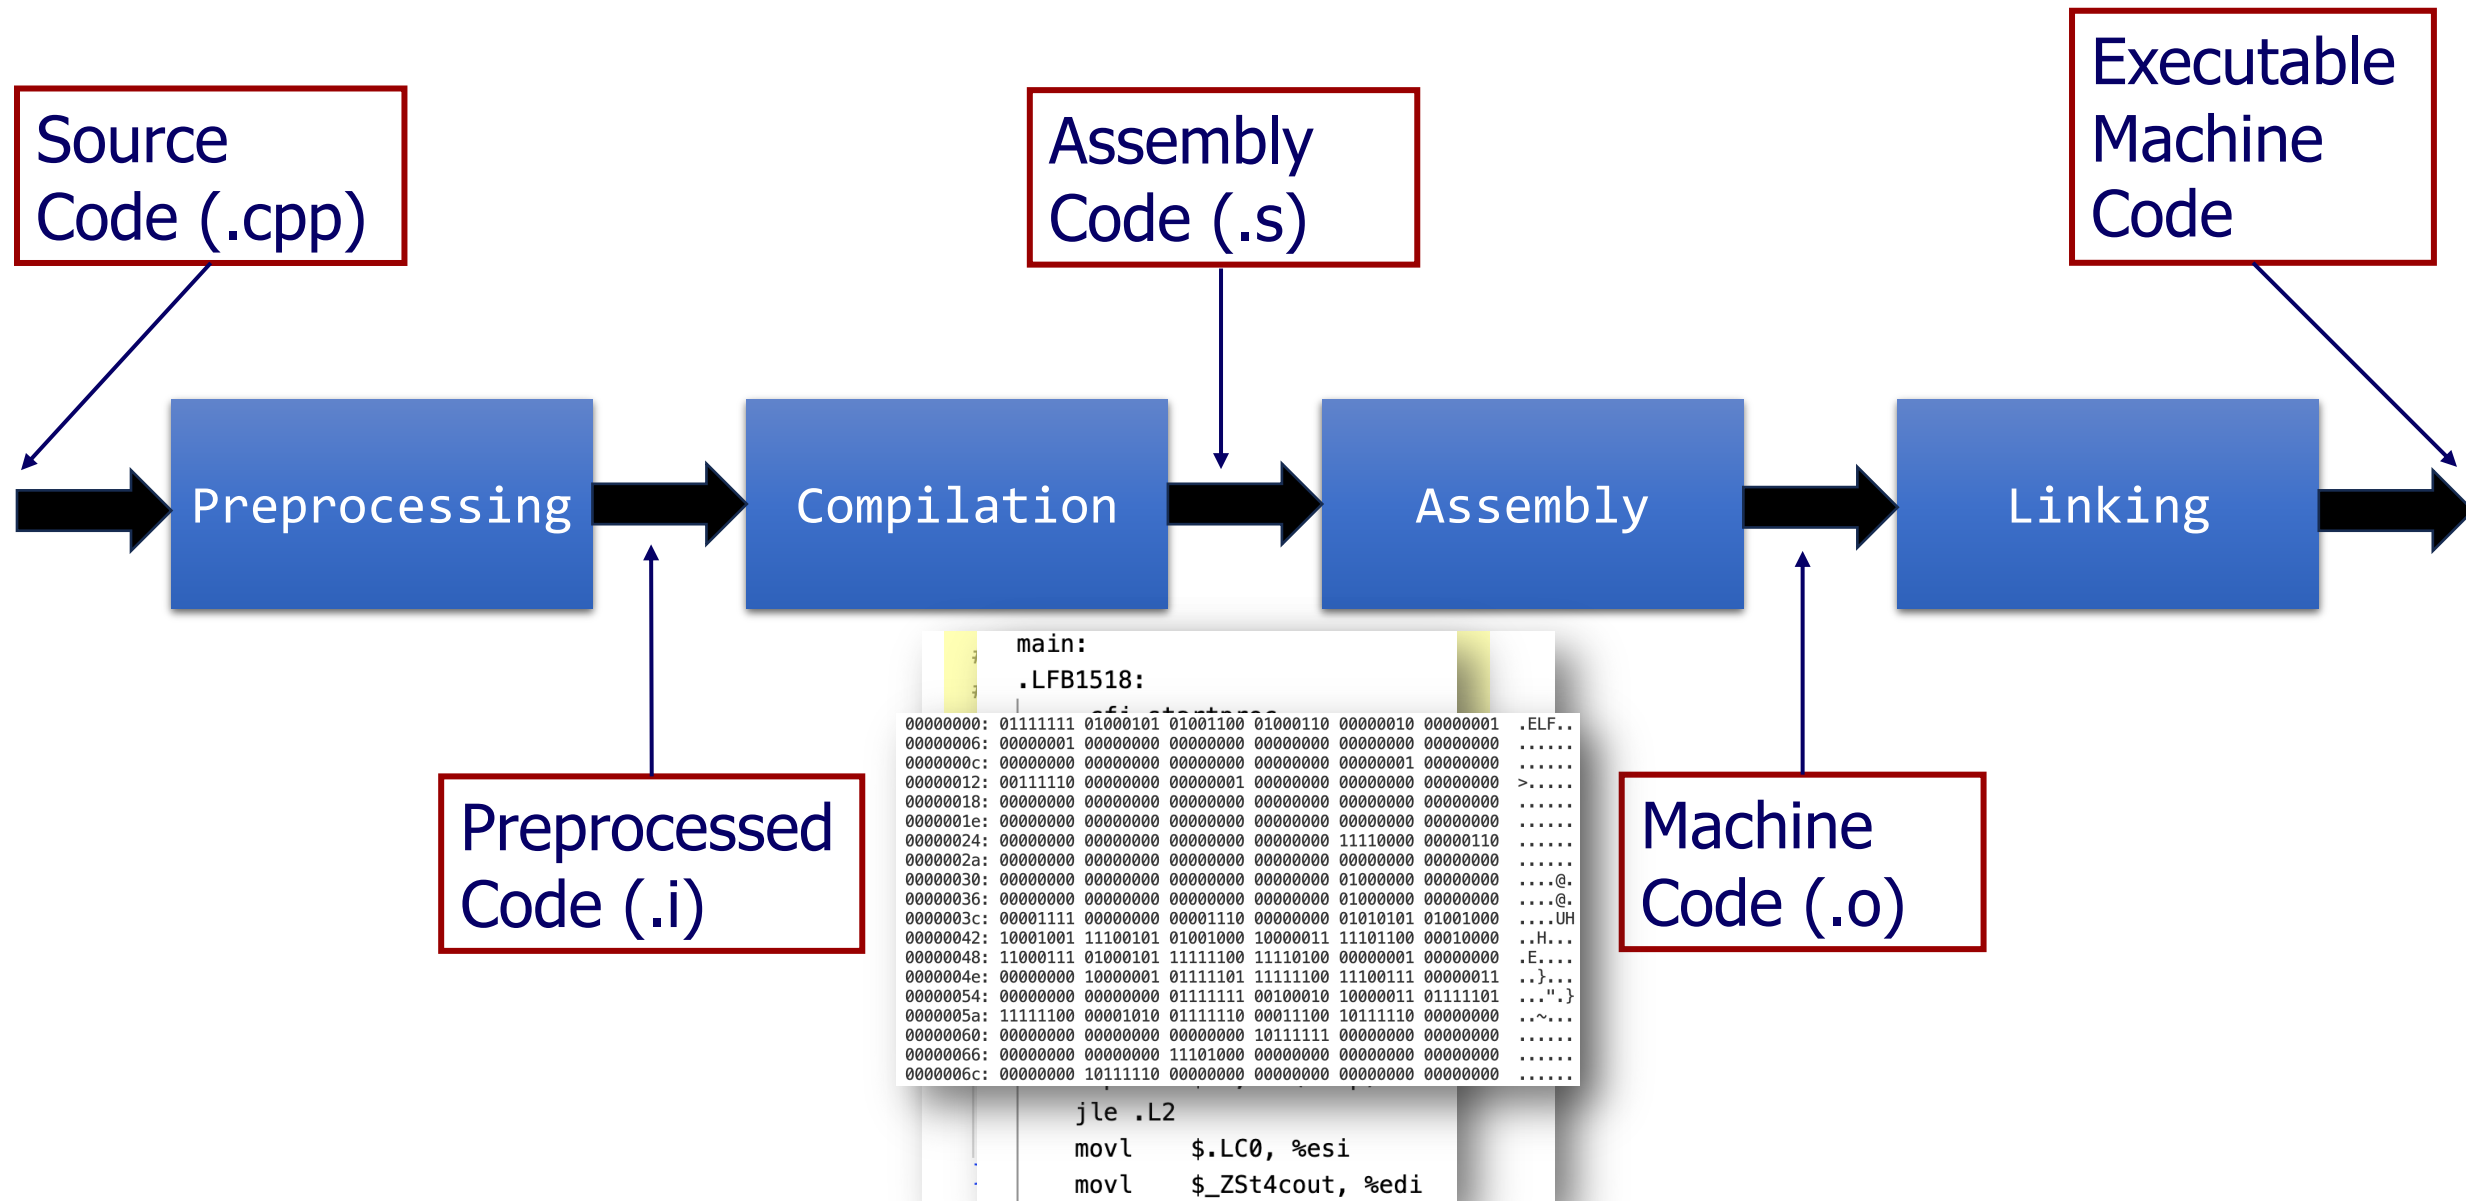 Source
Code (.cpp)
Assembly
Code (.s)
Executable
Machine
Code
Preprocessing
Compilation
Assembly
Linking
main:
.LFB1518:
00000000: 01111111 01000101 01001100 01000110 00000010 00000001 .ELF..
00000006: 00000001 00000000 00000000 00000000 00000000 00000000 ......
0000000c: 00000000 00000000 00000000 00000000 00000001 00000000 ......
00000012: 00111110 00000000 00000001 00000000 00000000 00000000 >.....
00000018: 00000000 00000000 00000000 00000000 00000000 00000000 ......
0000001e: 00000000 00000000 00000000 00000000 00000000 00000000 ......
00000024: 00000000 00000000 00000000 00000000 11110000 00000110 ......
0000002a: 00000000 00000000 00000000 00000000 00000000 00000000 ......
00000030: 00000000 00000000 00000000 00000000 01000000 00000000 ....@.
00000036: 00000000 00000000 00000000 00000000 01000000 00000000 ....@.
0000003c: 00001111 00000000 00001110 00000000 01010101 01001000 ....UH
00000042: 10001001 11100101 01001000 10000011 11101100 00010000 ..H...
00000048: 11000111 01000101 11111100 11110100 00000001 00000000 .E....
0000004e: 00000000 10000001 01111101 11111100 11100111 00000011 ..}...
00000054: 00000000 00000000 01111111 00100010 10000011 01111101 ...".}
0000005a: 11111100 00001010 01111110 00011100 10111110 00000000 ..~...
00000060: 00000000 00000000 00000000 10111111 00000000 00000000 ......
00000066: 00000000 00000000 11101000 00000000 00000000 00000000 ......
0000006c: 00000000 10111110 00000000 00000000 00000000 00000000 ......
jle .L2
movl $.LC0, %esi
movl $_ZSt4cout, %edi
Preprocessed
Code (.i)
Machine
Code (.o)